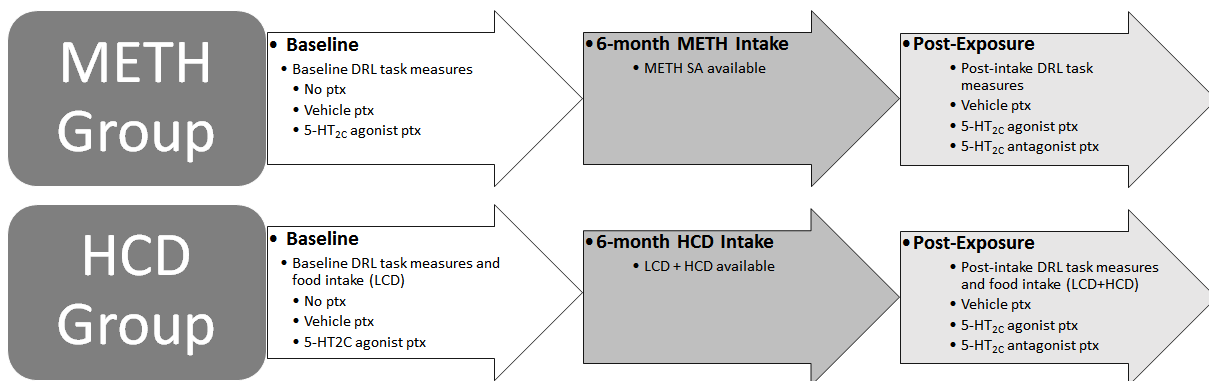 METH
Group
• Baseline
• Baseline DRL task measures
• No ptx
• Vehicle ptx
• 5-HT₂C agonist ptx
• 6-month METH Intake
• METH SA available
• Post-Exposure
• Post-intake DRL task
measures
• Vehicle ptx
• 5-HT₂C agonist ptx
• 5-HT₂C antagonist ptx
HCD
Group
• Baseline
• Baseline DRL task measures and
food intake (LCD)
• No ptx
• Vehicle ptx
• 5-HT2C agonist ptx
• 6-month HCD Intake
• LCD + HCD available
• Post-Exposure
• Post-intake DRL task measures
and food intake (LCD+HCD)
• Vehicle ptx
• 5-HT₂C agonist ptx
• 5-HT₂C antagonist ptx